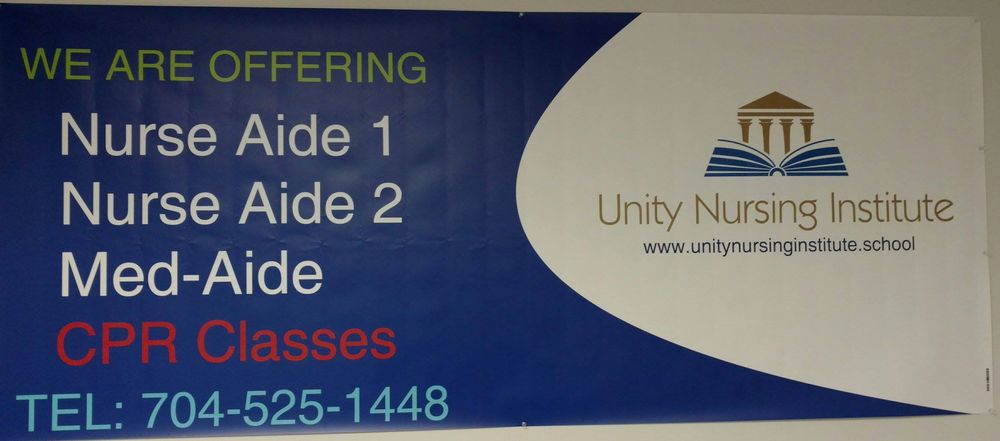 WE ARE OFFERING
Nurse Aide 1
Nurse Aide 2
Med-Aide
CPR Classes
TEL: 704-525-1448
Unity Nursing Institute
www.unitynursinginstitute.school